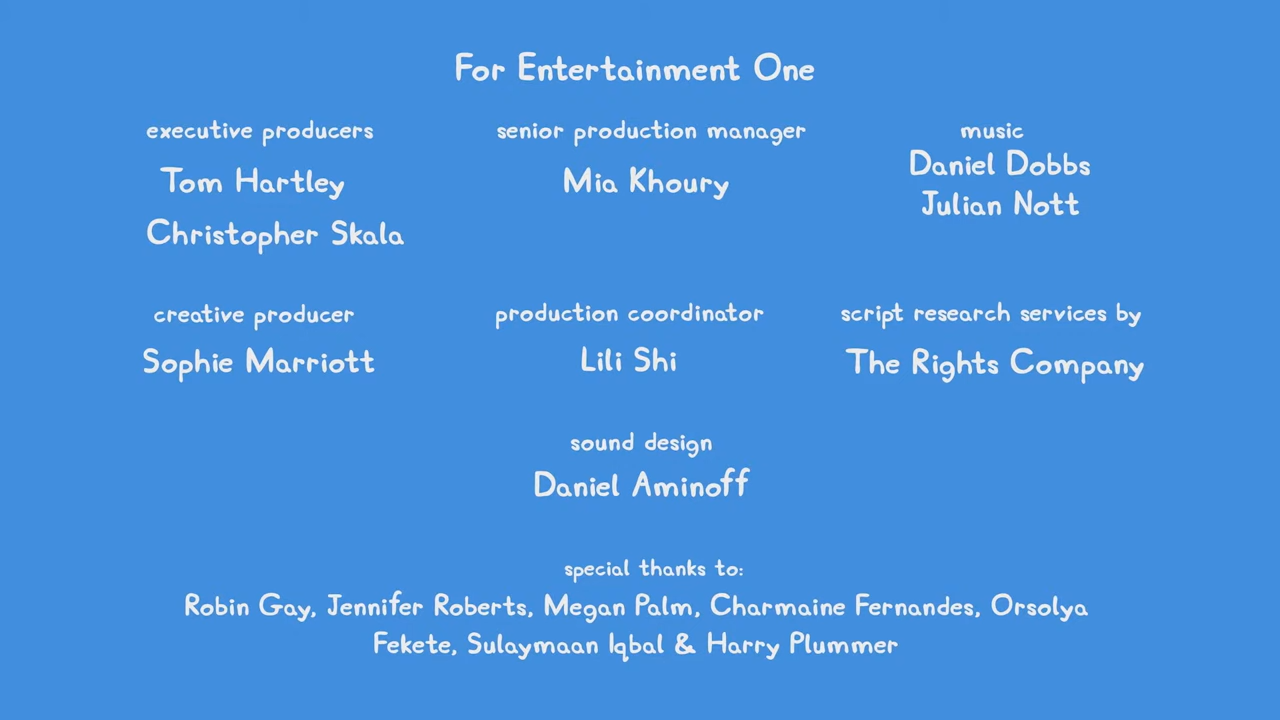 For Entertainment One
executive producers
Tom Hartley
Christopher Skala
senior production manager
Mia Khoury
music
Daniel Dobbs
Julian Nott
creative producer
Sophie Marriott
production coordinator
Lili Shi
script research services by
The Rights Company
sound design
Daniel Aminoff
special thanks to:
Robin Gay, Jennifer Roberts, Megan Palm, Charmaine Fernandes, Orsolya
Fekete, Sulaymaan Iqbal & Harry Plummer